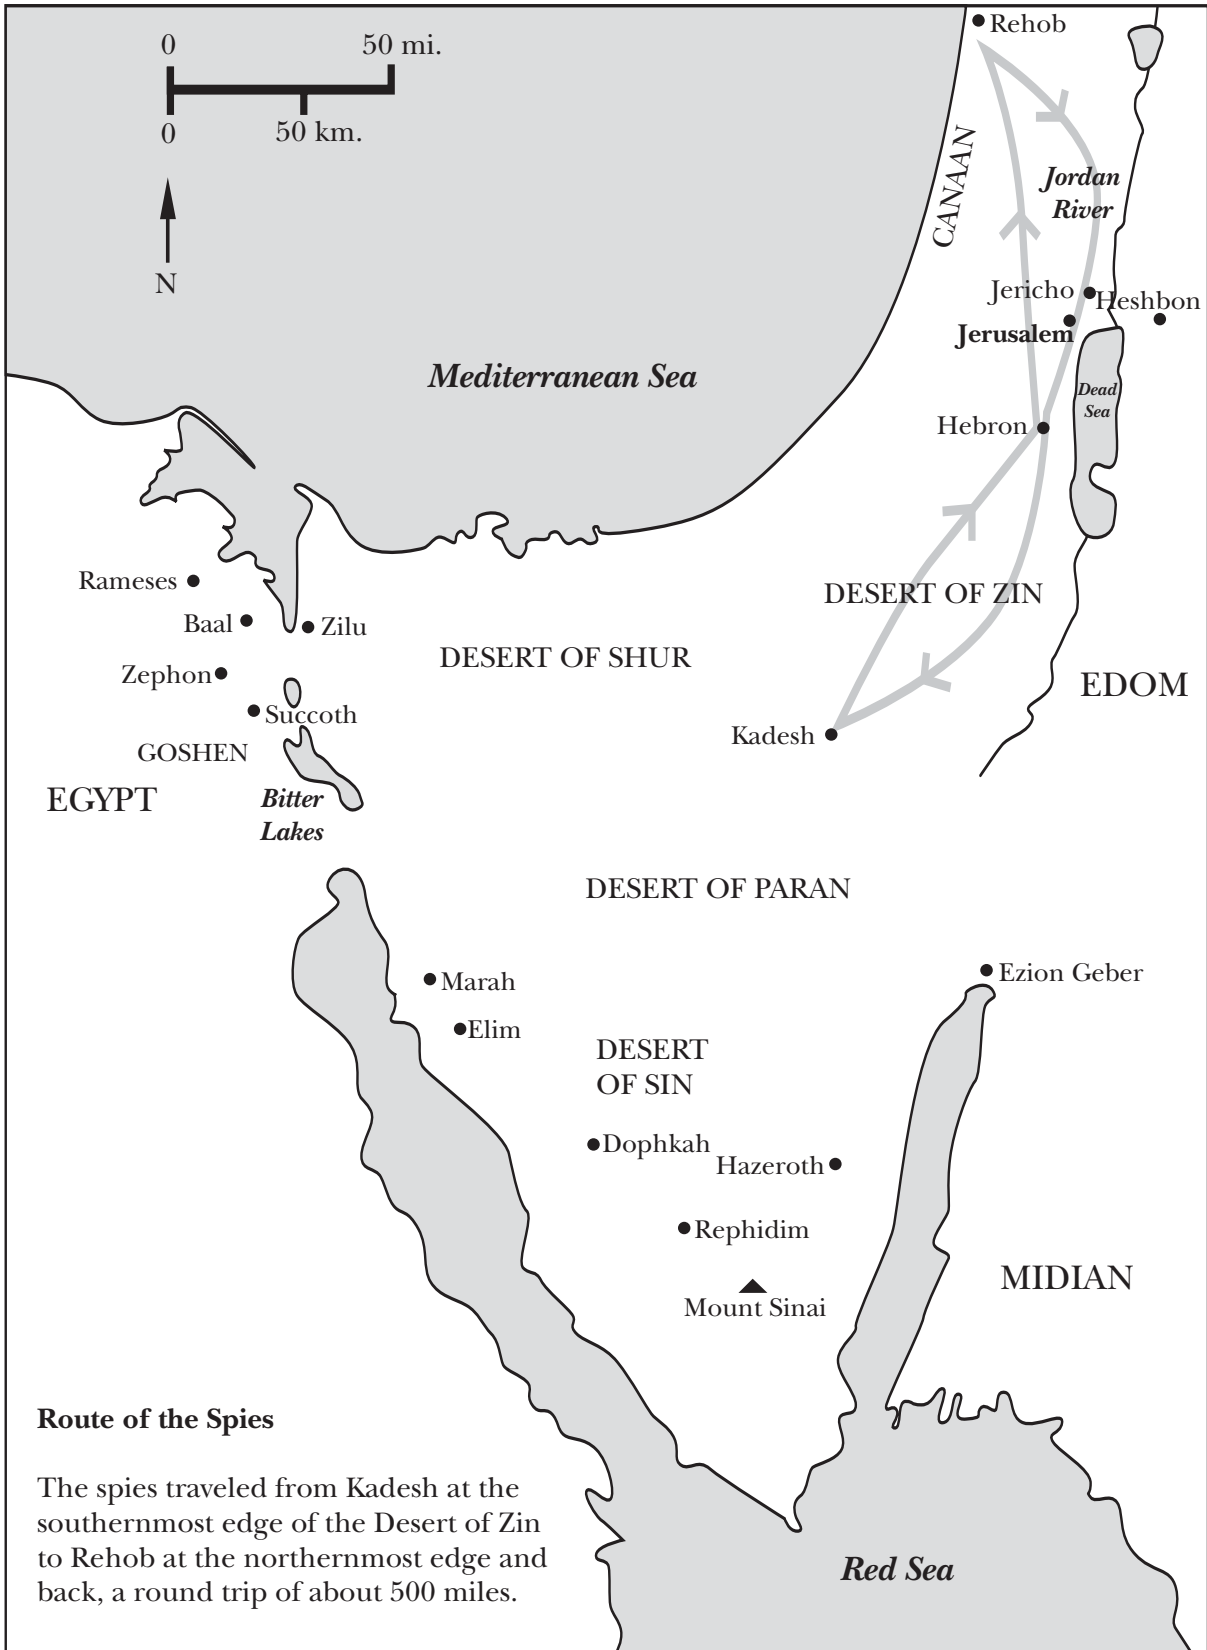 Rehob
0 50 mi.
0 50 km.
N
CANAAN
Jordan
River
Jericho
Heshbon
Jerusalem
Mediterranean Sea
Dead
Sea
Hebron
Rameses
Baal
Zilu
DESERT OF ZIN
DESERT OF SHUR
Zephon
EDOM
Succoth
Kadesh
GOSHEN
EGYPT
Bitter
Lakes
DESERT OF PARAN
Marah
Ezion Geber
Elim
DESERT
OF SIN
Dophkah
Hazeroth
Rephidim
MIDIAN
Mount Sinai
Route of the Spies
The spies traveled from Kadesh at the
southernmost edge of the Desert of Zin
to Rehob at the northernmost edge and
back, a round trip of about 500 miles.
Red Sea